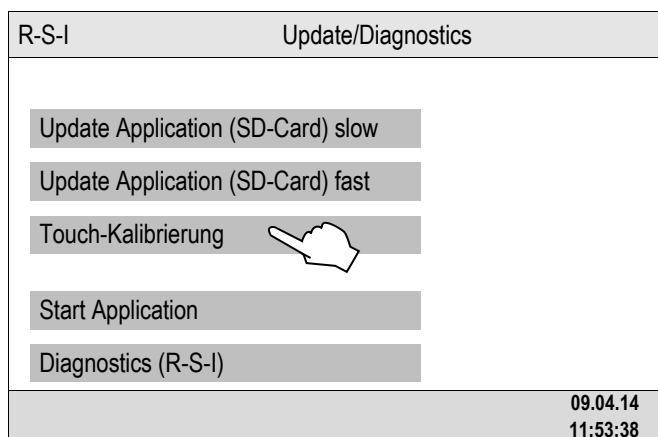 R-S-I Update/Diagnostics
Update Application (SD-Card) slow
Update Application (SD-Card) fast
Touch-Kalibrierung
Start Application
Diagnostics (R-S-I)
09.04.14
11:53:38